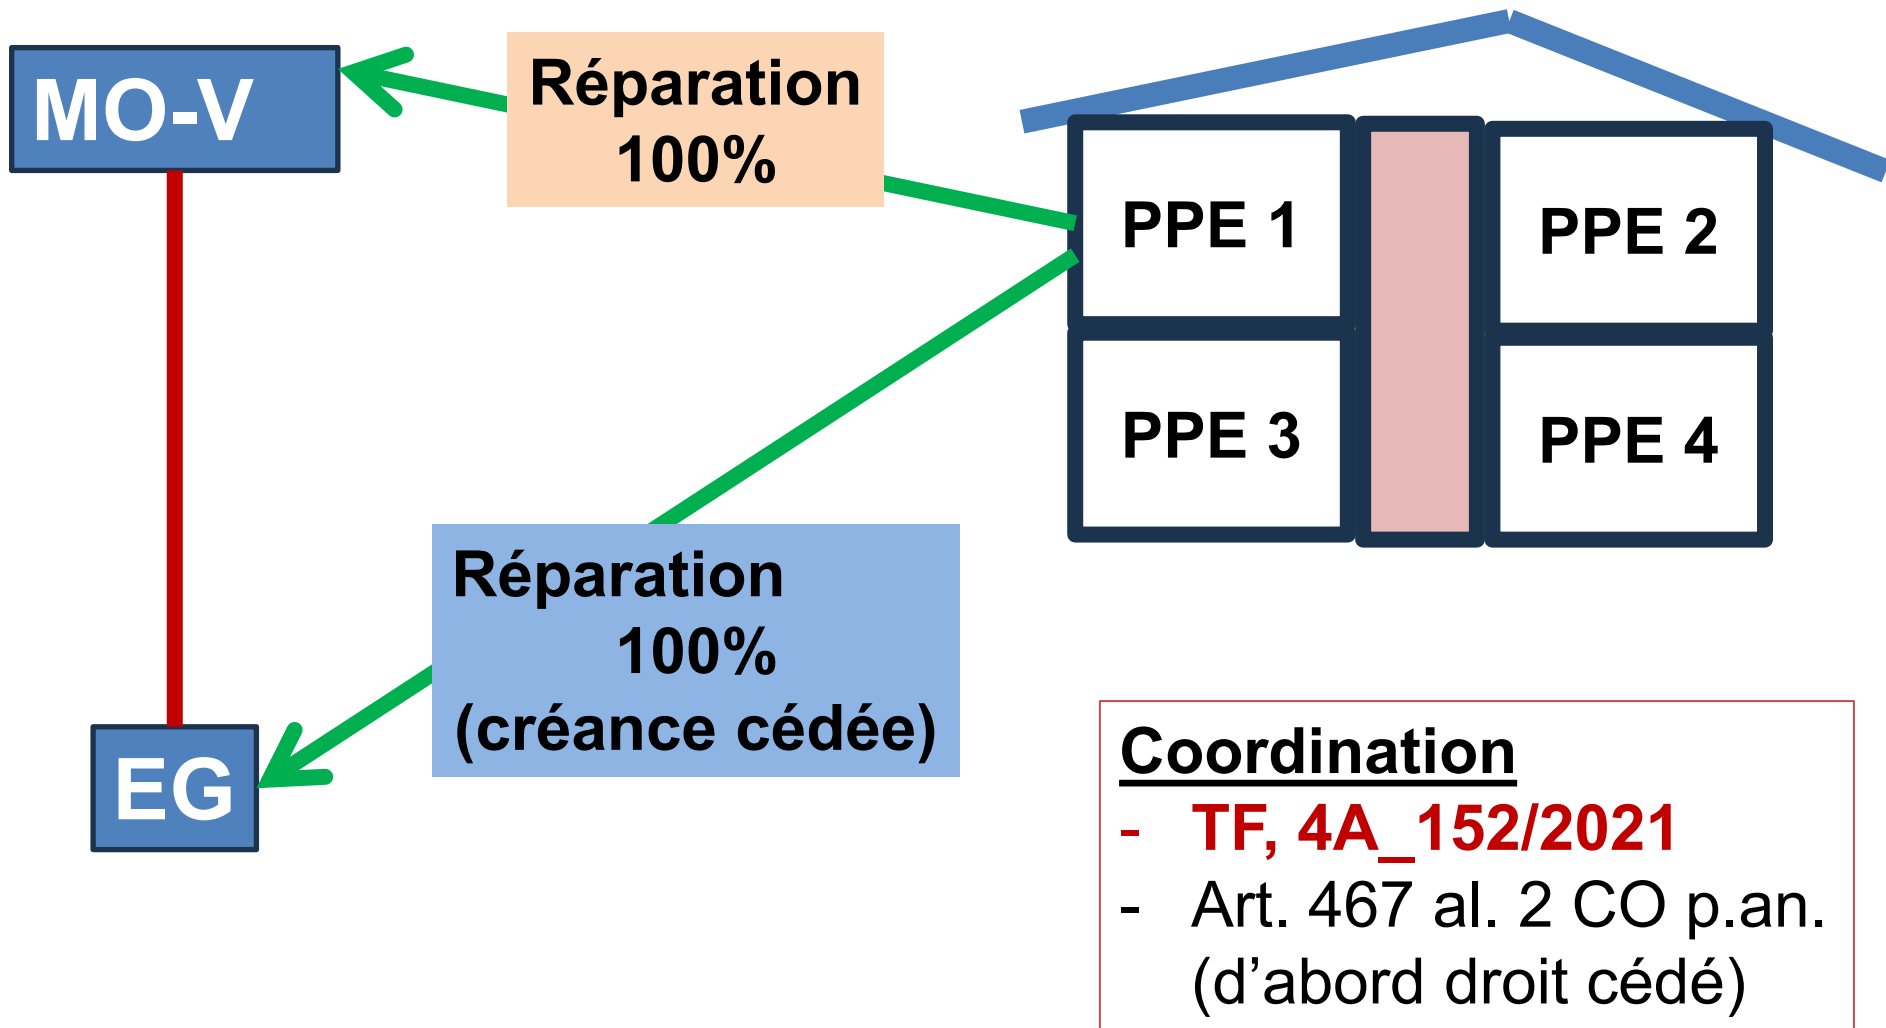 MO-V
Réparation
100%
PPE 1
PPE 2
PPE 3
PPE 4
Réparation
100%
(créance cédée)
EG
Coordination
- TF, 4A_152/2021
- Art. 467 al. 2 CO p.an.
(d’abord droit cédé)